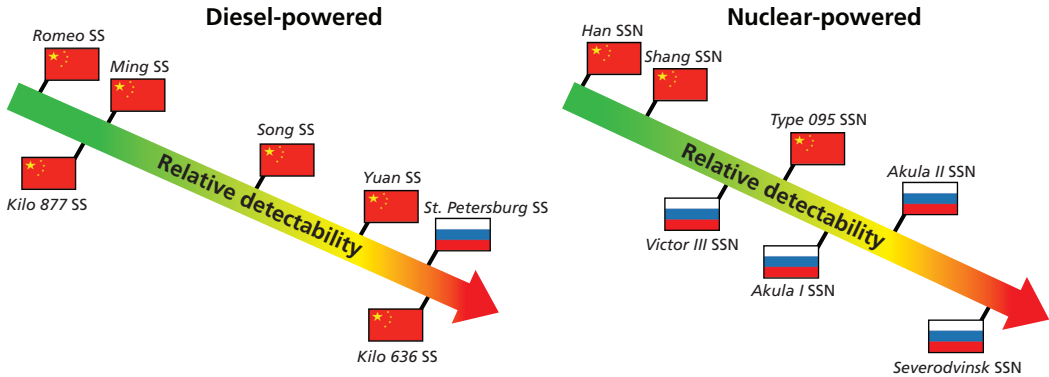 Diesel-powered
Romeo SS
Ming SS
Kilo 877 SS
Song SS
Yuan SS
St. Petersburg SS
Kilo 636 SS
Relative detectability
Nuclear-powered
Han SSN
Shang SSN
Type 095 SSN
Victor III SSN
Akula I SSN
Akula II SSN
Severodvinsk SSN
Relative detectability